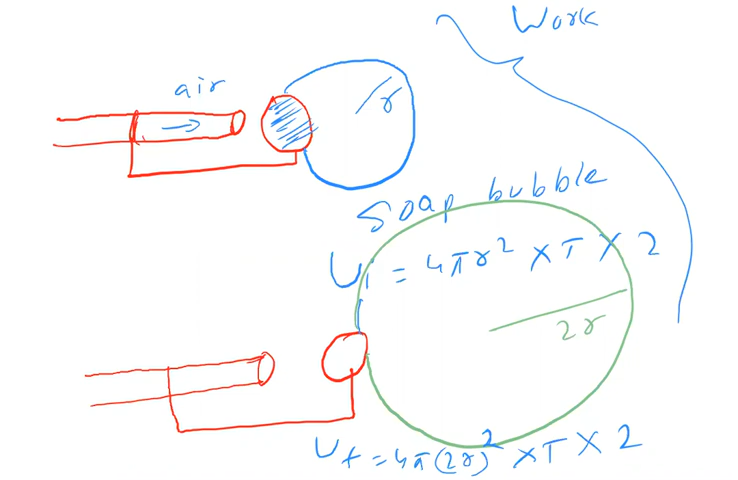 Work
air
r
Soap bubble
Ui = 4πr² × T × 2
2r
Uf = 4π(2r)² × T × 2